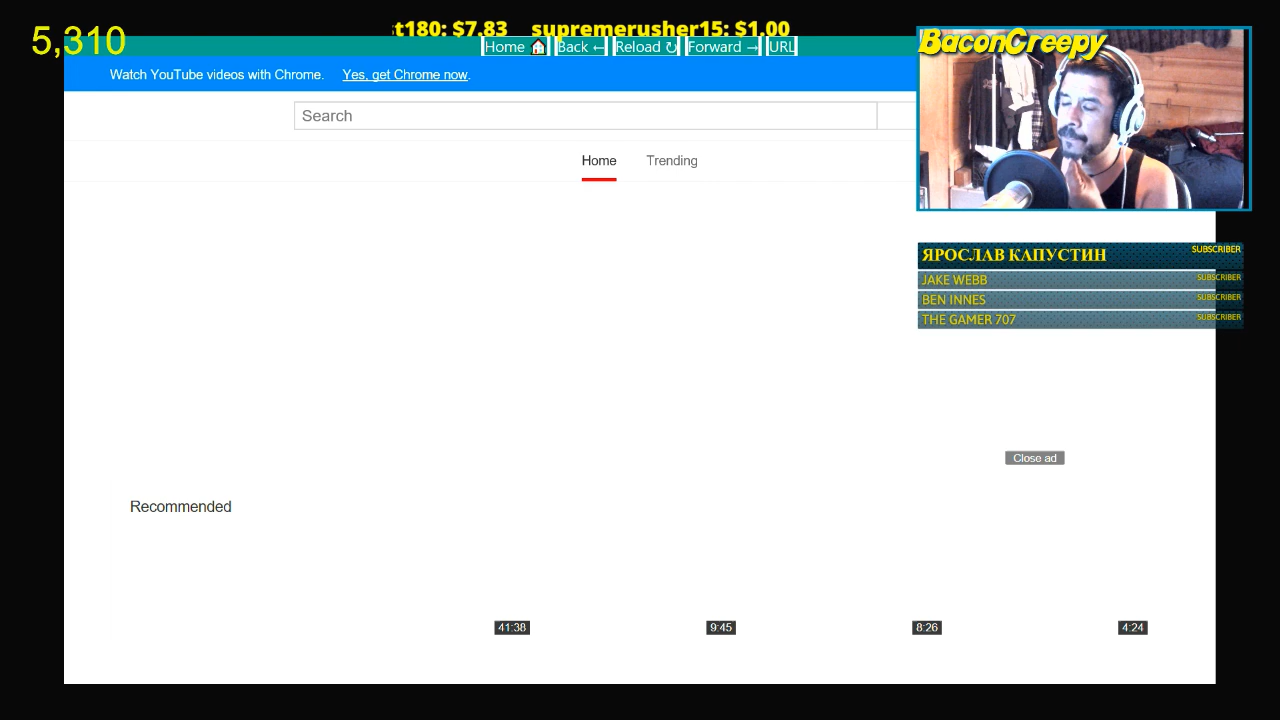 5,310
t180: $7.83 supremerusher15: $1.00
Home 🏠 Back ← Reload ↻ Forward → URL
BaconCreepy
Watch YouTube videos with Chrome. Yes, get Chrome now.
Search
Home Trending
ЯРОСЛАВ КАПУСТИН SUBSCRIBER
JAKE WEBB SUBSCRIBER
BEN INNES SUBSCRIBER
THE GAMER 707 SUBSCRIBER
Close ad
Recommended
41:38 9:45 8:26 4:24